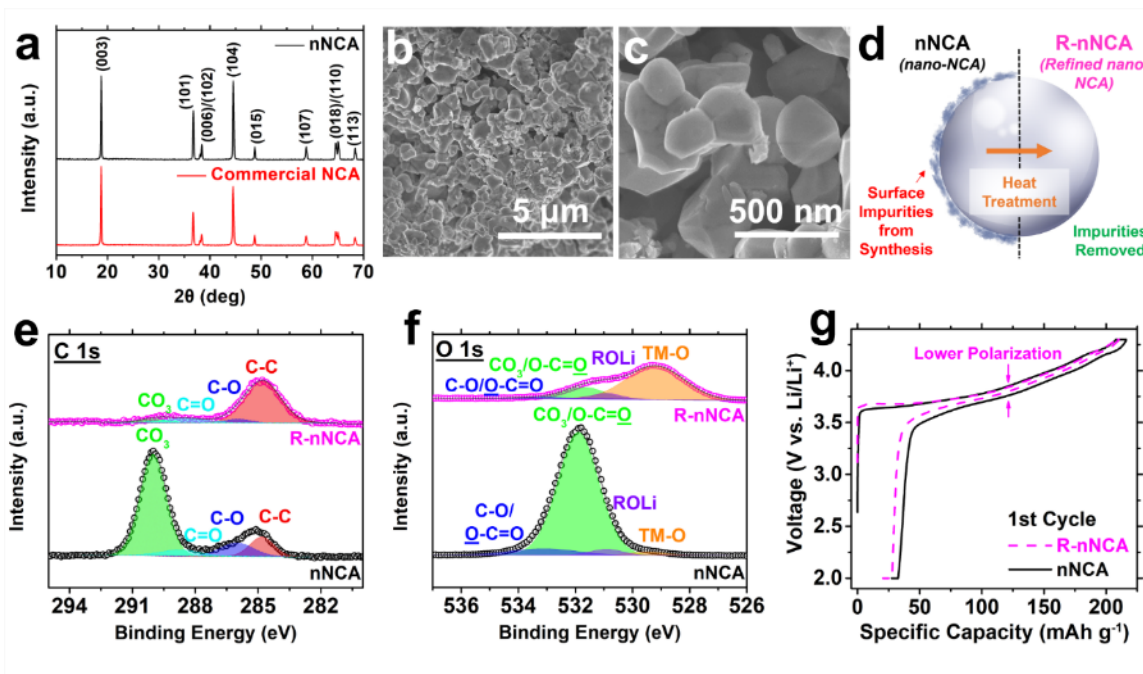 a
nNCA
(003)
(101)
(006)/(102)
(104)
(015)
(107)
(018)/(110)
(113)
Commercial NCA
Intensity (a.u.)
10 20 30 40 50 60 70
2θ (deg)
b
5 μm
c
500 nm
d
nNCA
(nano-NCA)
R-nNCA
(Refined nano
NCA)
Heat
Treatment
Surface
Impurities
from
Synthesis
Impurities
Removed
e
C 1s
CO₃
C=O
C-O
C-C
R-nNCA
CO₃
C=O
C-O
C-C
nNCA
Intensity (a.u.)
294 291 288 285 282
Binding Energy (eV)
f
O 1s
CO₃/O-C=O
ROLi
TM-O
C-O/O-C=O
R-nNCA
CO₃/O-C=O
C-O/
O-C=O
ROLi
TM-O
nNCA
Intensity (a.u.)
536 534 532 530 528 526
Binding Energy (eV)
g
Lower Polarization
1st Cycle
R-nNCA
nNCA
Voltage (V vs. Li/Li⁺)
4.0
3.5
3.0
2.5
2.0
0 50 100 150 200
Specific Capacity (mAh g⁻¹)